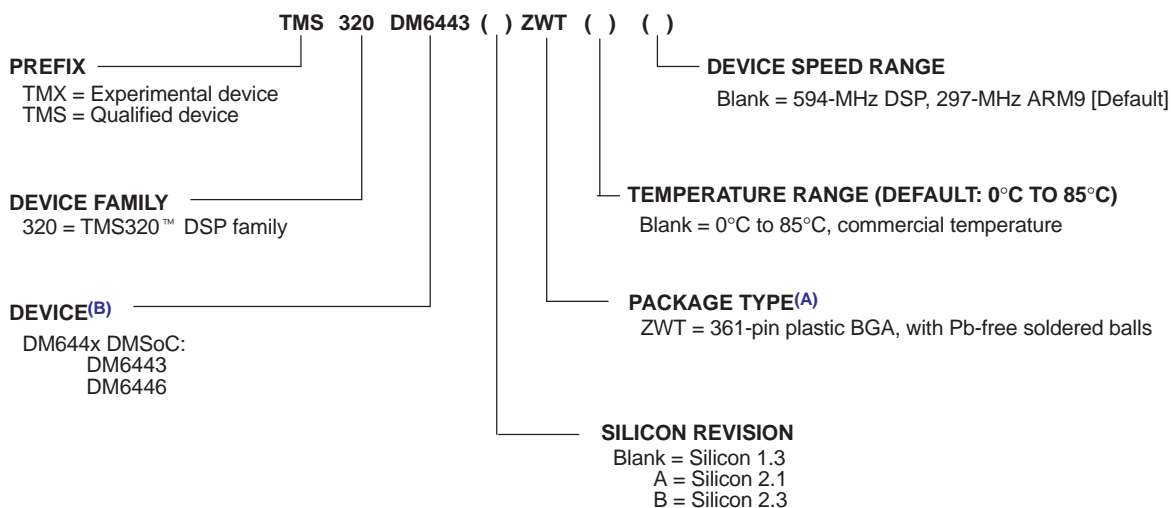 TMS 320 DM6443 ( ) ZWT ( ) ( )
PREFIX
TMX = Experimental device
TMS = Qualified device
DEVICE SPEED RANGE
Blank = 594-MHz DSP, 297-MHz ARM9 [Default]
DEVICE FAMILY
320 = TMS320™ DSP family
TEMPERATURE RANGE (DEFAULT: 0°C TO 85°C)
Blank = 0°C to 85°C, commercial temperature
DEVICE(B)
DM644x DMSoC:
DM6443
DM6446
PACKAGE TYPE(A)
ZWT = 361-pin plastic BGA, with Pb-free soldered balls
SILICON REVISION
Blank = Silicon 1.3
A = Silicon 2.1
B = Silicon 2.3